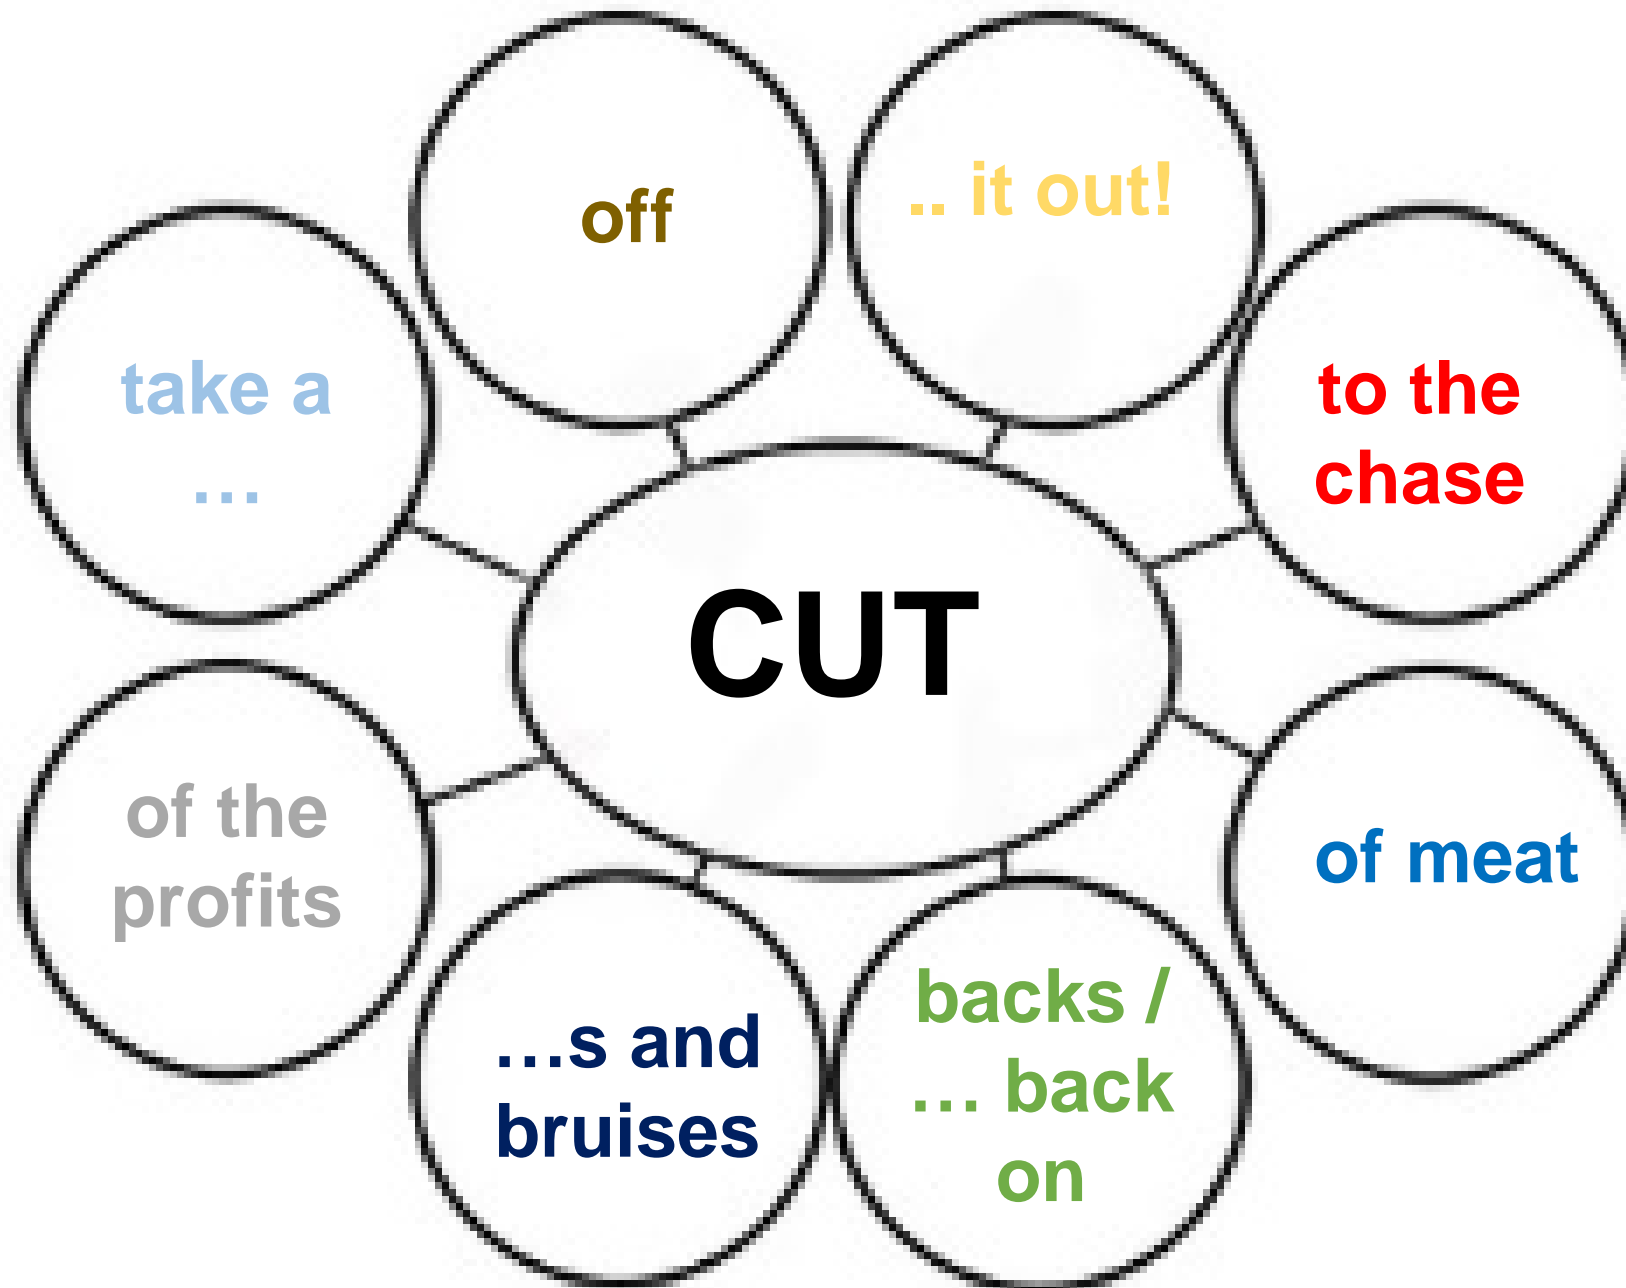 off
.. it out!
take a
…
to the
chase
CUT
of the
profits
of meat
…s and
bruises
backs /
… back
on